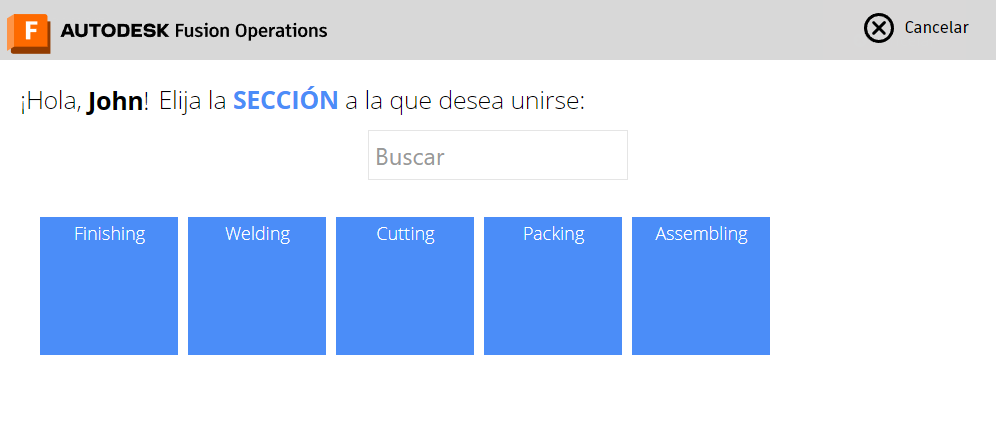 F AUTODESK Fusion Operations
Cancelar
¡Hola, John! Elija la SECCIÓN a la que desea unirse:
Buscar
Finishing
Welding
Cutting
Packing
Assembling